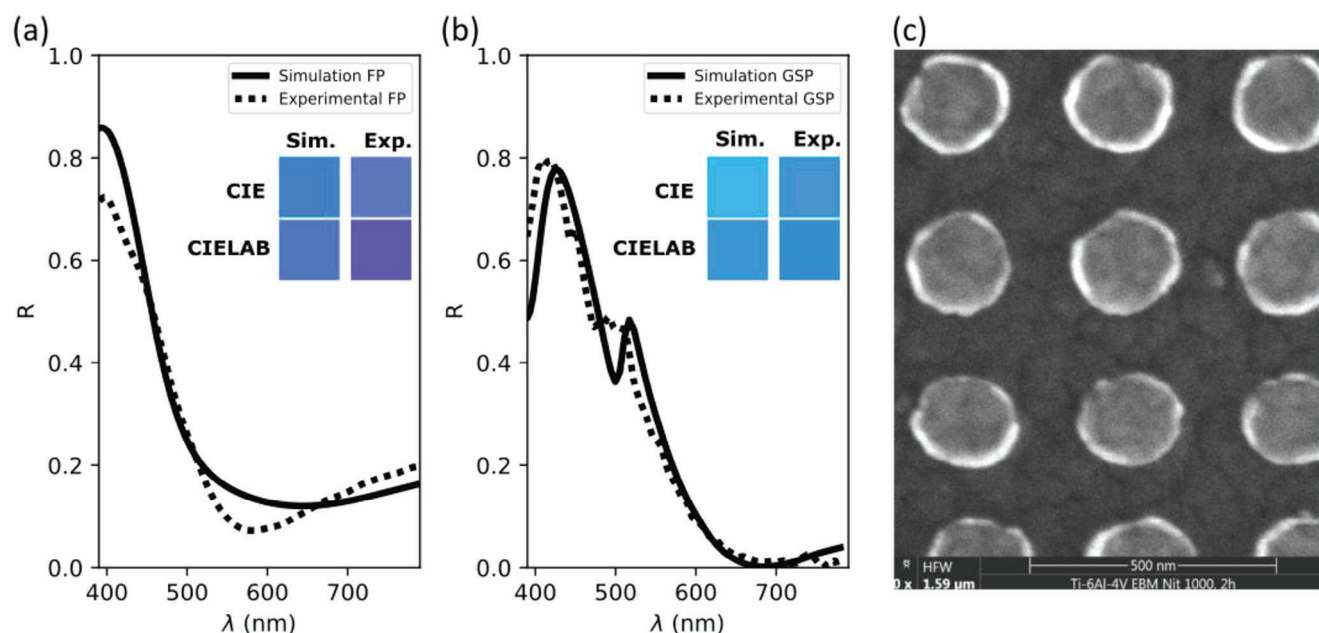 (a)
1.0
0.8
0.6
0.4
0.2
0.0
R
400 500 600 700
λ (nm)
Simulation FP
Experimental FP
Sim. Exp.
CIE
CIELAB
(b)
1.0
0.8
0.6
0.4
0.2
0.0
R
400 500 600 700
λ (nm)
Simulation GSP
Experimental GSP
Sim. Exp.
CIE
CIELAB
(c)
HFW
500 nm
0 x 1.59 µm
Ti-6Al-4V EBM Nit 1000, 2h